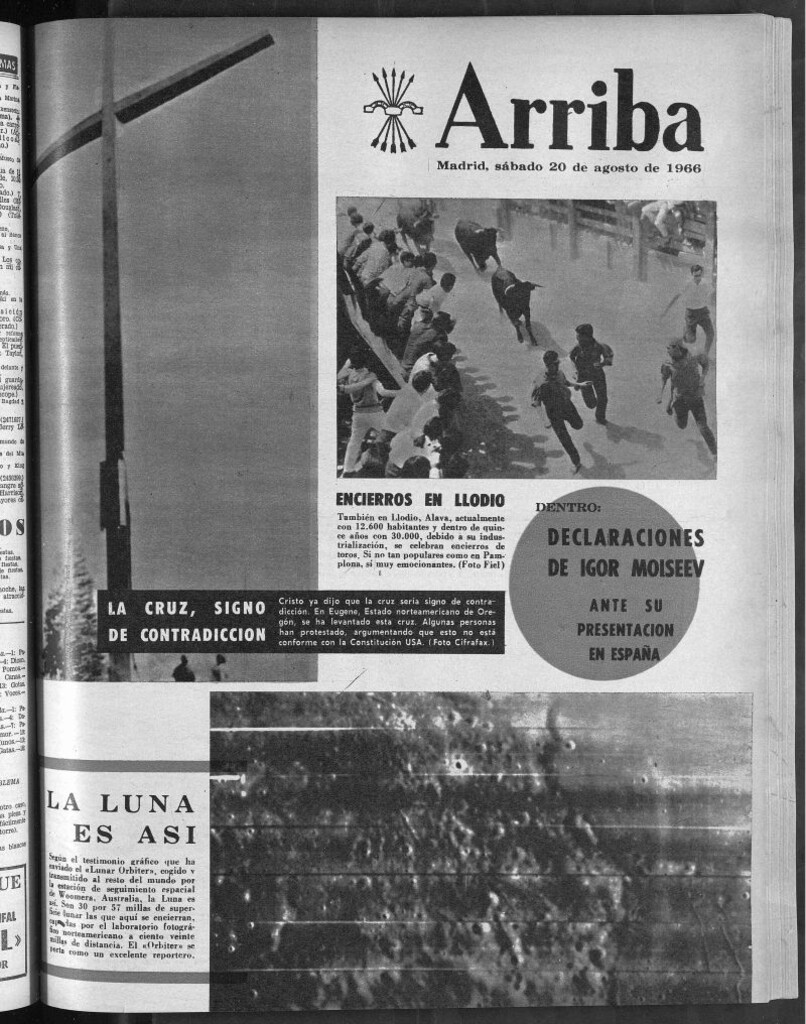 Arriba
Madrid, sábado 20 de agosto de 1966
ENCIERROS EN LLODIO
También en Llodio, Alava, actualmente
con 12.600 habitantes y dentro de quin-
ce años con 30.000, debido a su indus-
trialización, se celebran encierros de
toros. Si no tan populares como en Pam-
plona, sí muy emocionantes. (Foto Fiel)
DENTRO:
DECLARACIONES
DE IGOR MOISEEV
ANTE SU
PRESENTACION
EN ESPAÑA
LA CRUZ, SIGNO
DE CONTRADICCION
Cristo ya dijo que la cruz sería signo de contra-
dicción. En Eugene, Estado norteamericano de Ore-
gón, se ha levantado esta cruz. Algunas personas
han protestado, argumentando que esto no está
conforme con la Constitución USA. (Foto Cifrafax.)
LA LUNA
ES ASI
Según el testimonio gráfico que ha
enviado el «Lunar Orbiter», cogido y
transmitido al resto del mundo por
la estación de seguimiento espacial
de Woomera, Australia, la Luna es
así. Son 30 por 57 millas de super-
ficie lunar las que aquí se encierran,
captadas por el laboratorio fotográ-
fico norteamericano a ciento veinte
millas de distancia. El «Orbiter» se
porta como un excelente reportero.